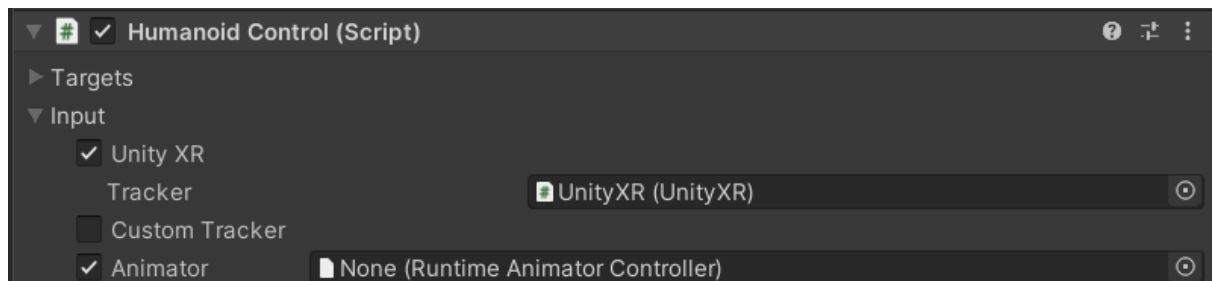 Humanoid Control (Script)
Targets
Input
Unity XR
Tracker UnityXR (UnityXR)
Custom Tracker
Animator None (Runtime Animator Controller)